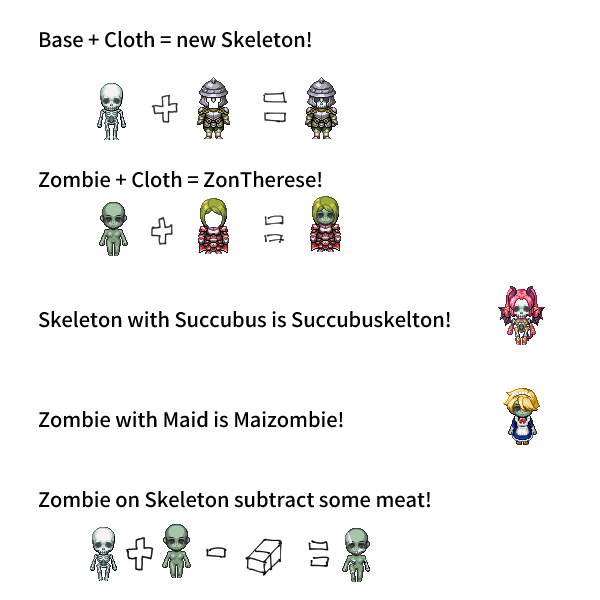 Base + Cloth = new Skeleton!
Zombie + Cloth = ZonTherese!
Skeleton with Succubus is Succubuskelton!
Zombie with Maid is Maizombie!
Zombie on Skeleton subtract some meat!